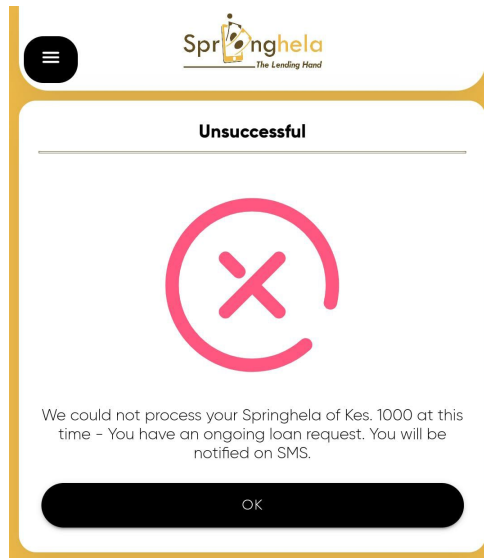 Springhela
The Lending Hand
Unsuccessful
We could not process your Springhela of Kes. 1000 at this
time - You have an ongoing loan request. You will be
notified on SMS.
OK